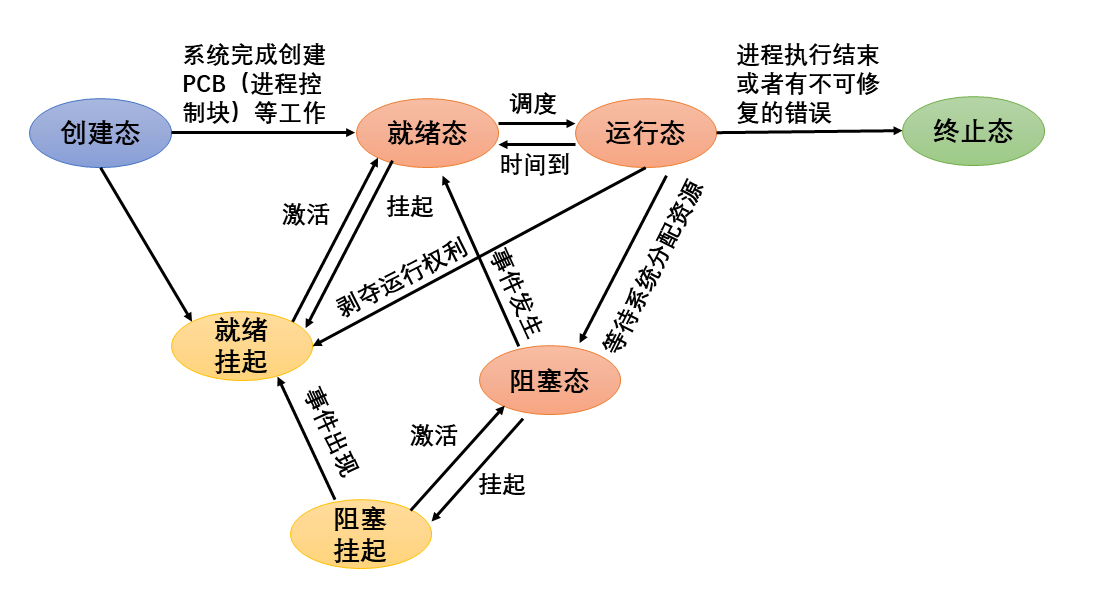 系统完成创建
PCB（进程控
制块）等工作
进程执行结束
或者有不可修
复的错误
创建态
就绪态
调度
时间到
运行态
终止态
激活
挂起
剥夺运行权利
事件发生
等待系统分配资源
就绪
挂起
阻塞态
事件出现
激活
挂起
阻塞
挂起